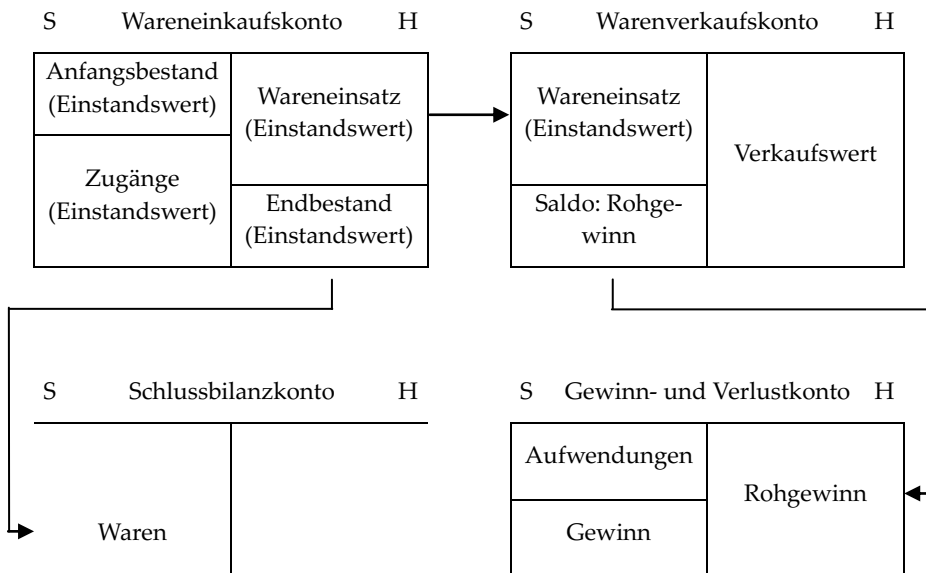 S Wareneinkaufskonto H
S Warenverkaufskonto H
Anfangsbestand
(Einstandswert)
Zugänge
(Einstandswert)
Wareneinsatz
(Einstandswert)
Endbestand
(Einstandswert)
Wareneinsatz
(Einstandswert)
Saldo: Rohge-
winn
Verkaufswert
S Schlussbilanzkonto H
S Gewinn- und Verlustkonto H
Waren
Aufwendungen
Gewinn
Rohgewinn